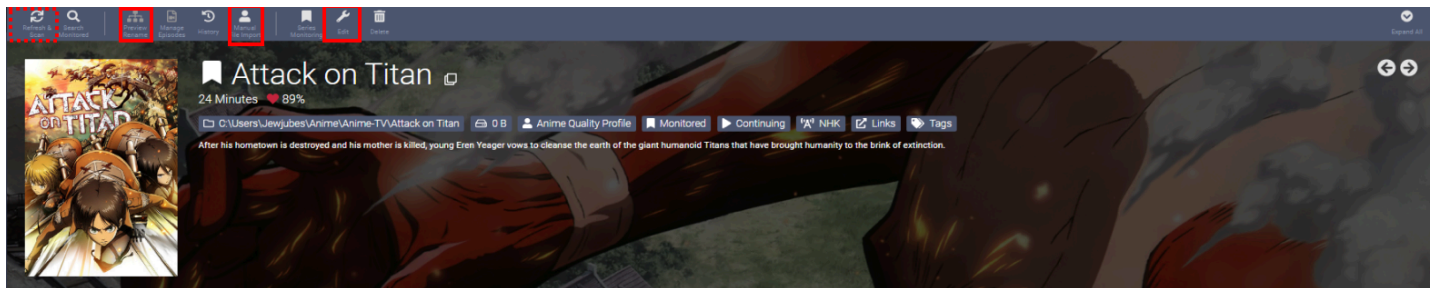 Refresh & Scan
Search Monitored
Preview Rename
Manage Episodes
History
Manual File Import
Series Monitoring
Edit
Delete
Expand All
ATTACK ON TITAN
Attack on Titan
24 Minutes 89%
C:\Users\Jewjubes\Anime\Anime-TV\Attack on Titan 0 B Anime Quality Profile Monitored Continuing NHK Links Tags
After his hometown is destroyed and his mother is killed, young Eren Yeager vows to cleanse the earth of the giant humanoid Titans that have brought humanity to the brink of extinction.